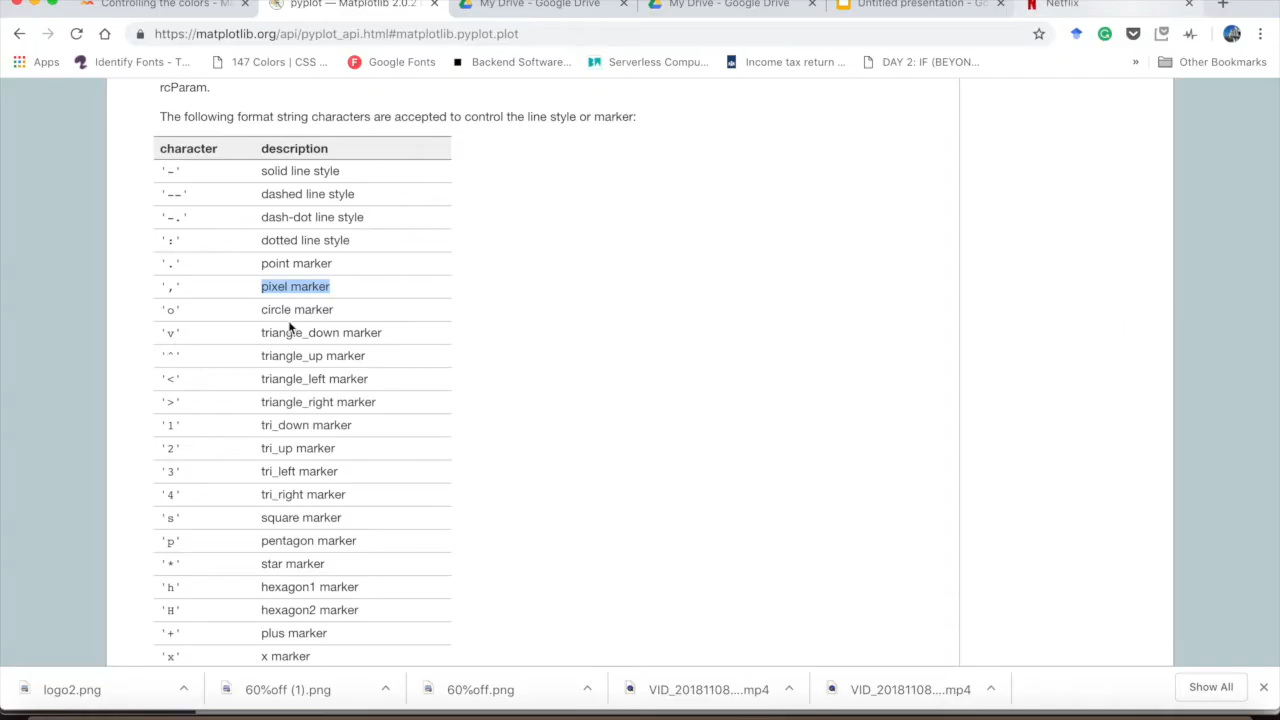 Controlling the colors - Ma
pyplot — Matplotlib 2.0.2
My Drive - Google Drive
My Drive - Google Drive
Untitled presentation - Go
Netflix
https://matplotlib.org/api/pyplot_api.html#matplotlib.pyplot.plot
Apps
Identify Fonts - T...
147 Colors | CSS ...
Google Fonts
Backend Software...
Serverless Compu...
Income tax return ...
DAY 2: IF (BEYON...
»
Other Bookmarks
rcParam.
The following format string characters are accepted to control the line style or marker:
character description
'-' solid line style
'--' dashed line style
'-.' dash-dot line style
':' dotted line style
'.' point marker
',' pixel marker
'o' circle marker
'v' triangle_down marker
'^' triangle_up marker
'<' triangle_left marker
'>' triangle_right marker
'1' tri_down marker
'2' tri_up marker
'3' tri_left marker
'4' tri_right marker
's' square marker
'p' pentagon marker
'*' star marker
'h' hexagon1 marker
'H' hexagon2 marker
'+' plus marker
'x' x marker
logo2.png
60%off (1).png
60%off.png
VID_20181108....mp4
VID_20181108....mp4
Show All